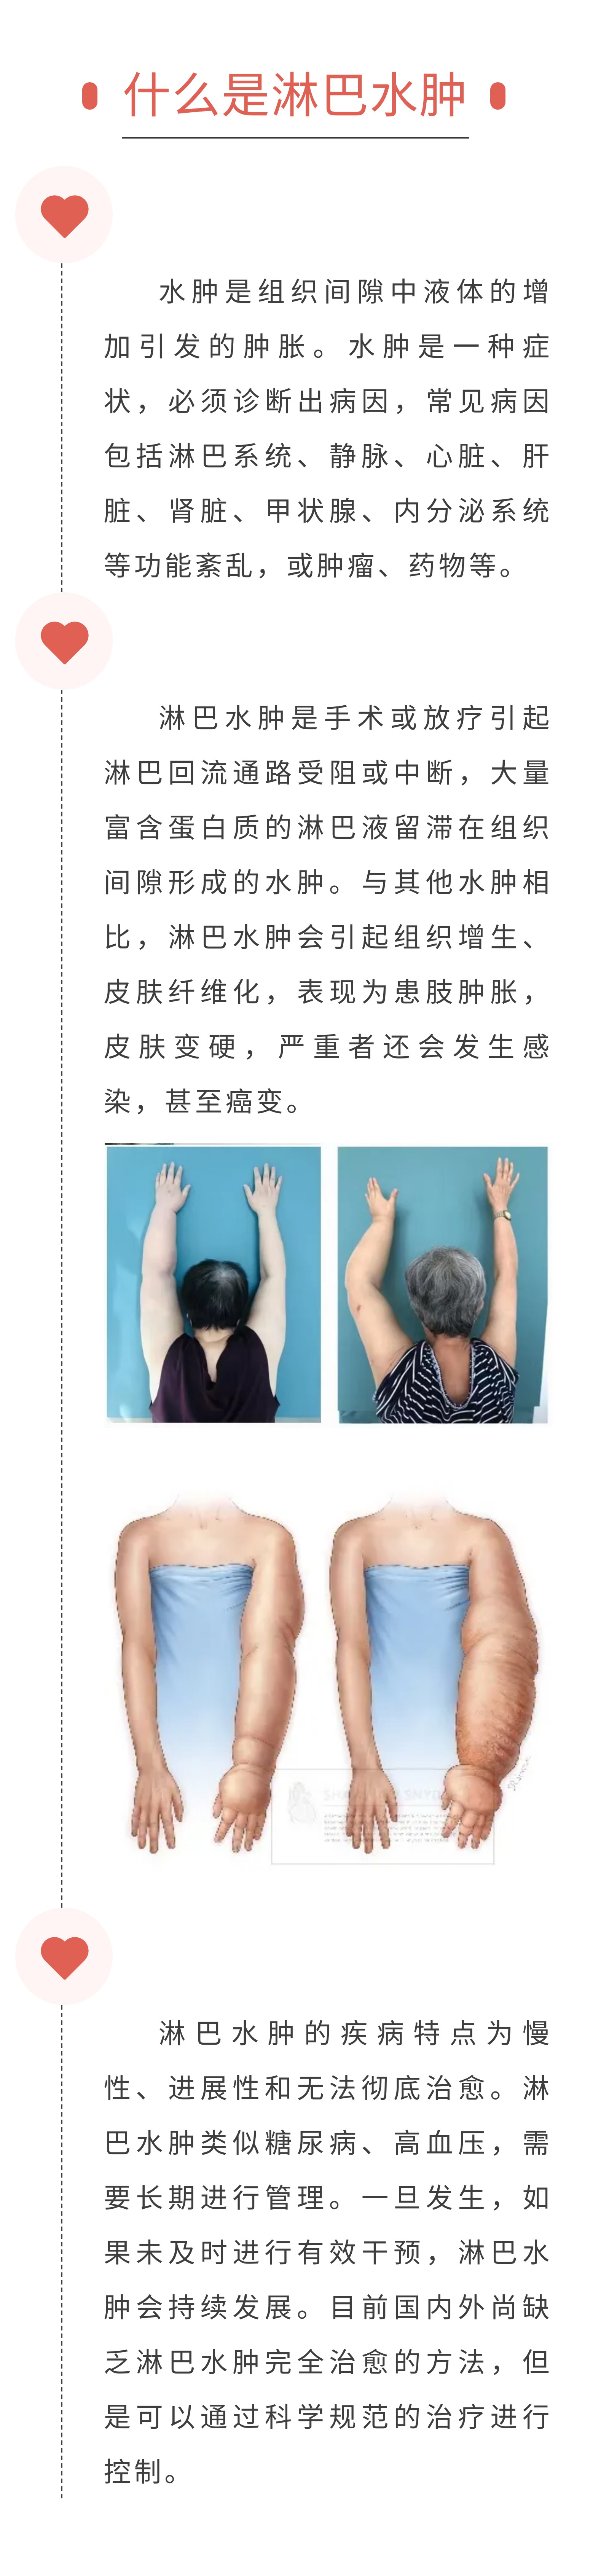 什么是淋巴水肿
水肿是组织间隙中液体的增
加引发的肿胀。水肿是一种症
状，必须诊断出病因，常见病因
包括淋巴系统、静脉、心脏、肝
脏、肾脏、甲状腺、内分泌系统
等功能紊乱，或肿瘤、药物等。
淋巴水肿是手术或放疗引起
淋巴回流通路受阻或中断，大量
富含蛋白质的淋巴液留滞在组织
间隙形成的水肿。与其他水肿相
比，淋巴水肿会引起组织增生、
皮肤纤维化，表现为患肢肿胀，
皮肤变硬，严重者还会发生感
染，甚至癌变。
淋巴水肿的疾病特点为慢
性、进展性和无法彻底治愈。淋
巴水肿类似糖尿病、高血压，需
要长期进行管理。一旦发生，如
果未及时进行有效干预，淋巴水
肿会持续发展。目前国内外尚缺
乏淋巴水肿完全治愈的方法，但
是可以通过科学规范的治疗进行
控制。